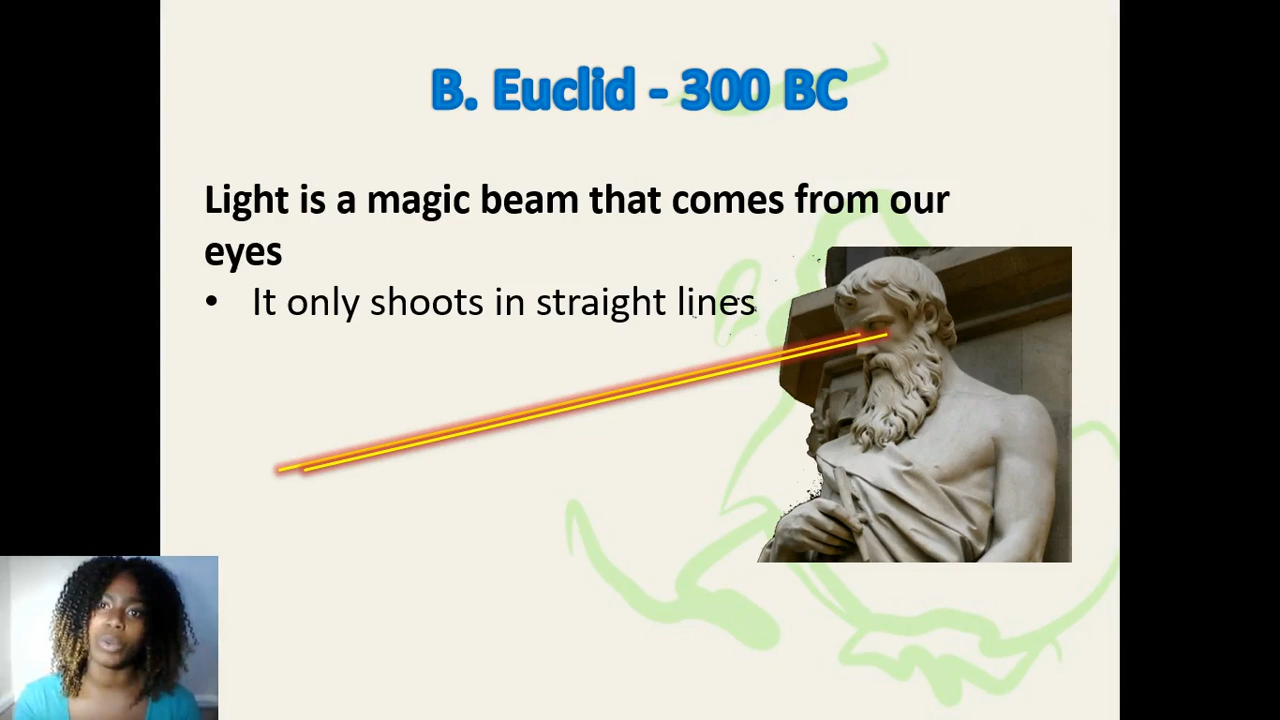 B. Euclid - 300 BC
Light is a magic beam that comes from our
eyes
• It only shoots in straight lines